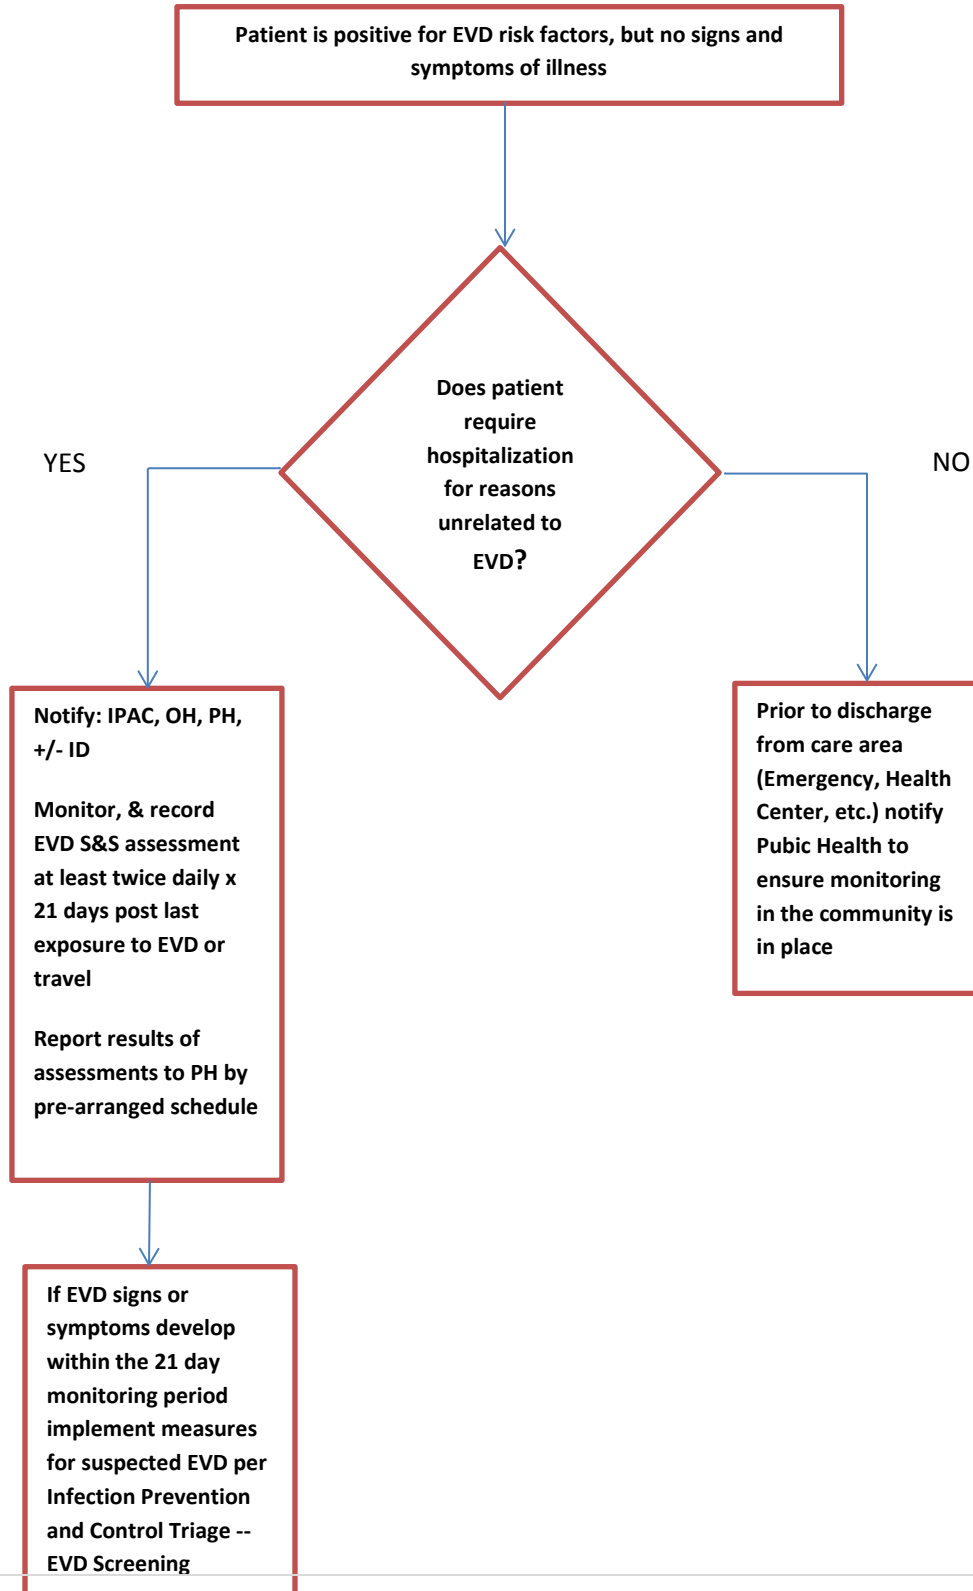 Patient is positive for EVD risk factors, but no signs and
symptoms of illness
Does patient
require
hospitalization
for reasons
unrelated to
EVD?
YES
NO
Notify: IPAC, OH, PH,
+/- ID
Monitor, & record
EVD S&S assessment
at least twice daily x
21 days post last
exposure to EVD or
travel
Report results of
assessments to PH by
pre-arranged schedule
Prior to discharge
from care area
(Emergency, Health
Center, etc.) notify
Pubic Health to
ensure monitoring
in the community is
in place
If EVD signs or
symptoms develop
within the 21 day
monitoring period
implement measures
for suspected EVD per
Infection Prevention
and Control Triage --
EVD Screening